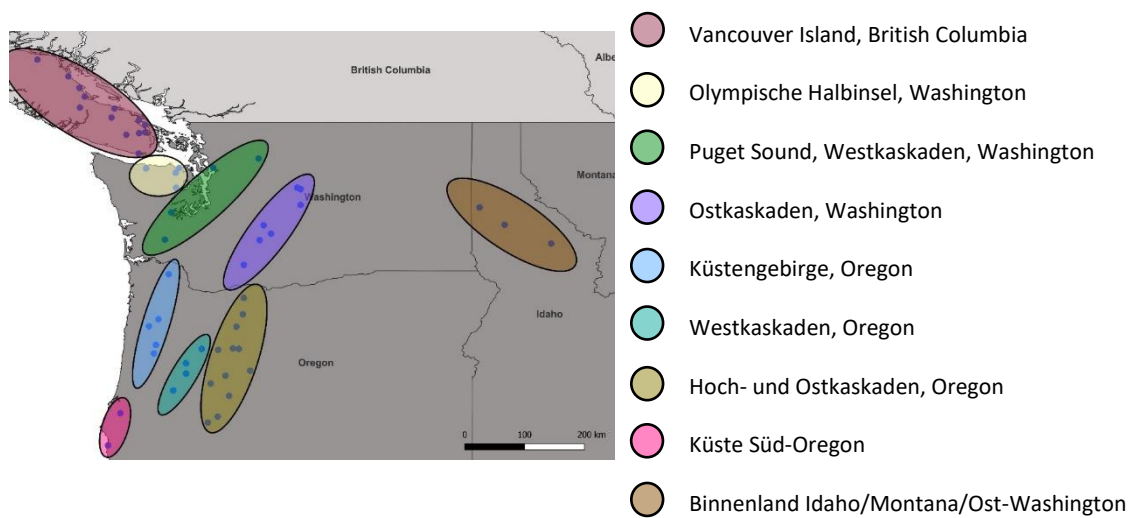 British Columbia
Albe
Washington
Montana
Idaho
Oregon
0 100 200 km
Vancouver Island, British Columbia
Olympische Halbinsel, Washington
Puget Sound, Westkaskaden, Washington
Ostkaskaden, Washington
Küstengebirge, Oregon
Westkaskaden, Oregon
Hoch- und Ostkaskaden, Oregon
Küste Süd-Oregon
Binnenland Idaho/Montana/Ost-Washington